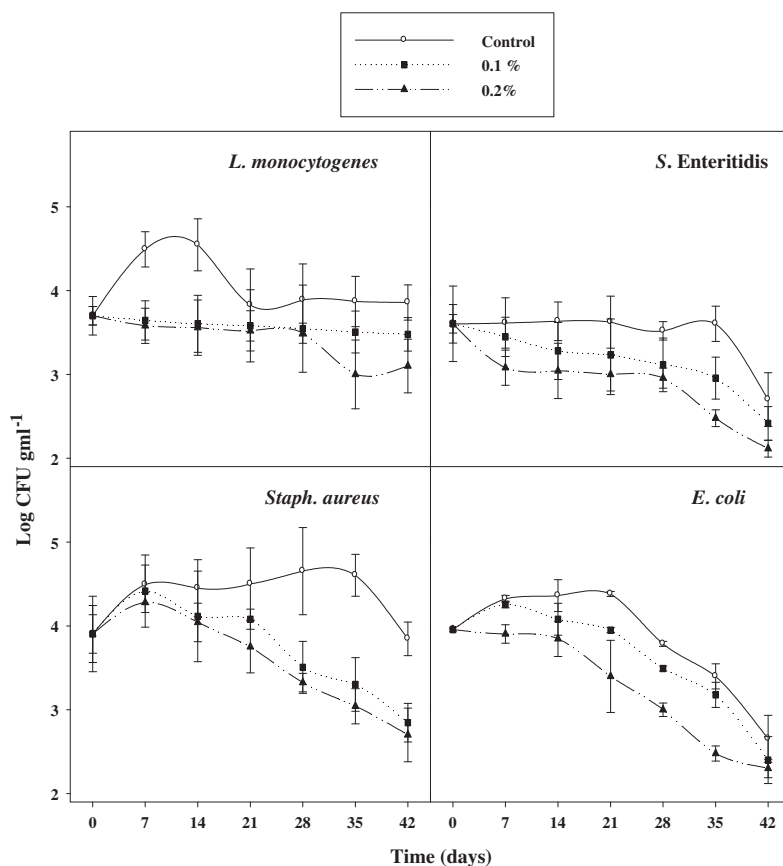 Control
0.1 %
0.2%
L. monocytogenes
S. Enteritidis
5
4
3
2
Staph. aureus
E. coli
5
4
3
2
Log CFU gml-1
0 7 14 21 28 35 42 0 7 14 21 28 35 42
Time (days)